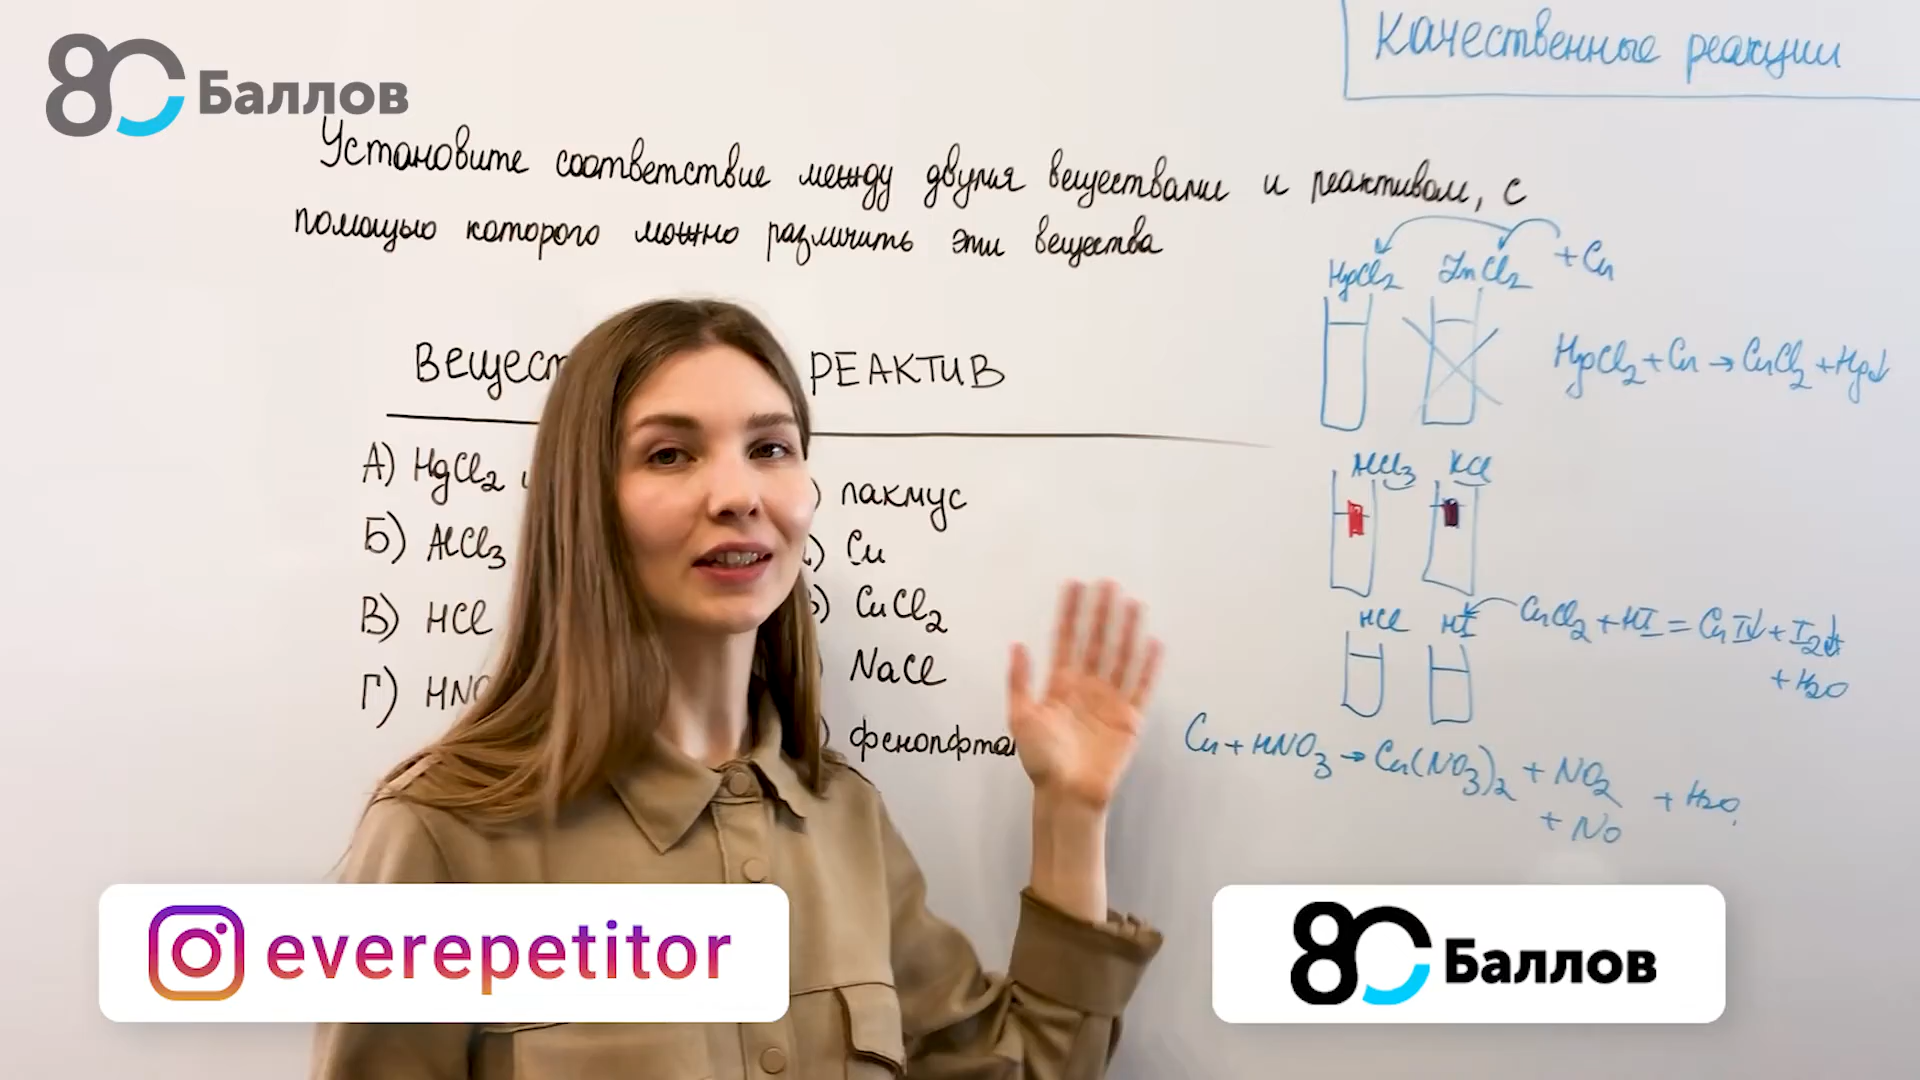 80 Баллов
Качественные реакции
Установите соответствие между двумя веществами и реактивом, с
помощью которого можно различить эти вещества
ВЕЩЕСТ
РЕАКТИВ
А) HgCl2 и
Б) AlCl3
В) HCl
Г) HNO
) лакмус
) Cu
) CuCl2
NaCl
) фенолфтал
HgCl2 ZnCl2 + Cu
HgCl2 + Cu → CuCl2 + Hg↓
AlCl3 KCl
HCl HI
CuCl2 + HI = CuI↓ + I2↓
+ H2O
Cu + HNO3 → Cu(NO3)2 + NO2 + H2O
+ NO
everepetitor
80 Баллов